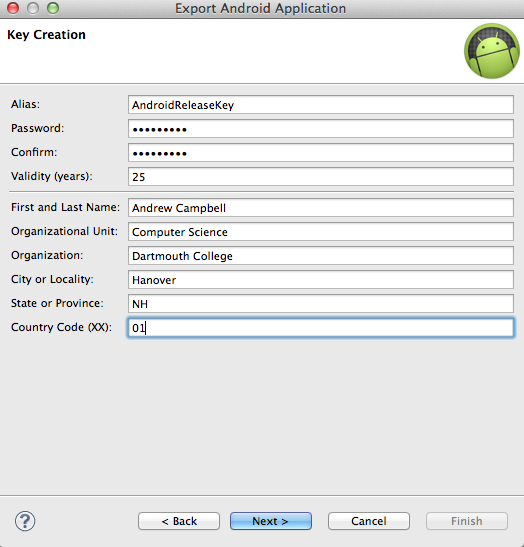 Export Android Application
Key Creation
Alias: AndroidReleaseKey
Password: •••••••••
Confirm: •••••••••
Validity (years): 25
First and Last Name: Andrew Campbell
Organizational Unit: Computer Science
Organization: Dartmouth College
City or Locality: Hanover
State or Province: NH
Country Code (XX): 01
? < Back Next > Cancel Finish